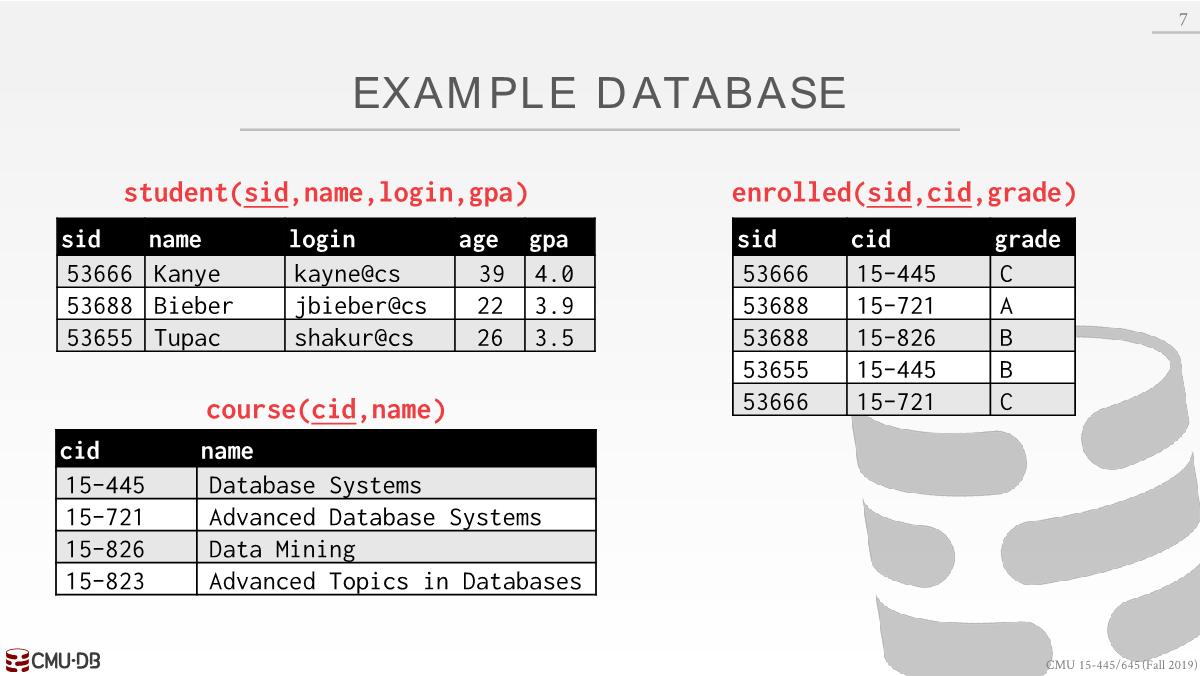 7
EXAMPLE DATABASE
student(sid,name,login,gpa)
sid name login age gpa
53666 Kanye kayne@cs 39 4.0
53688 Bieber jbieber@cs 22 3.9
53655 Tupac shakur@cs 26 3.5
course(cid,name)
cid name
15-445 Database Systems
15-721 Advanced Database Systems
15-826 Data Mining
15-823 Advanced Topics in Databases
enrolled(sid,cid,grade)
sid cid grade
53666 15-445 C
53688 15-721 A
53688 15-826 B
53655 15-445 B
53666 15-721 C
CMU·DB
CMU 15-445/645 (Fall 2019)